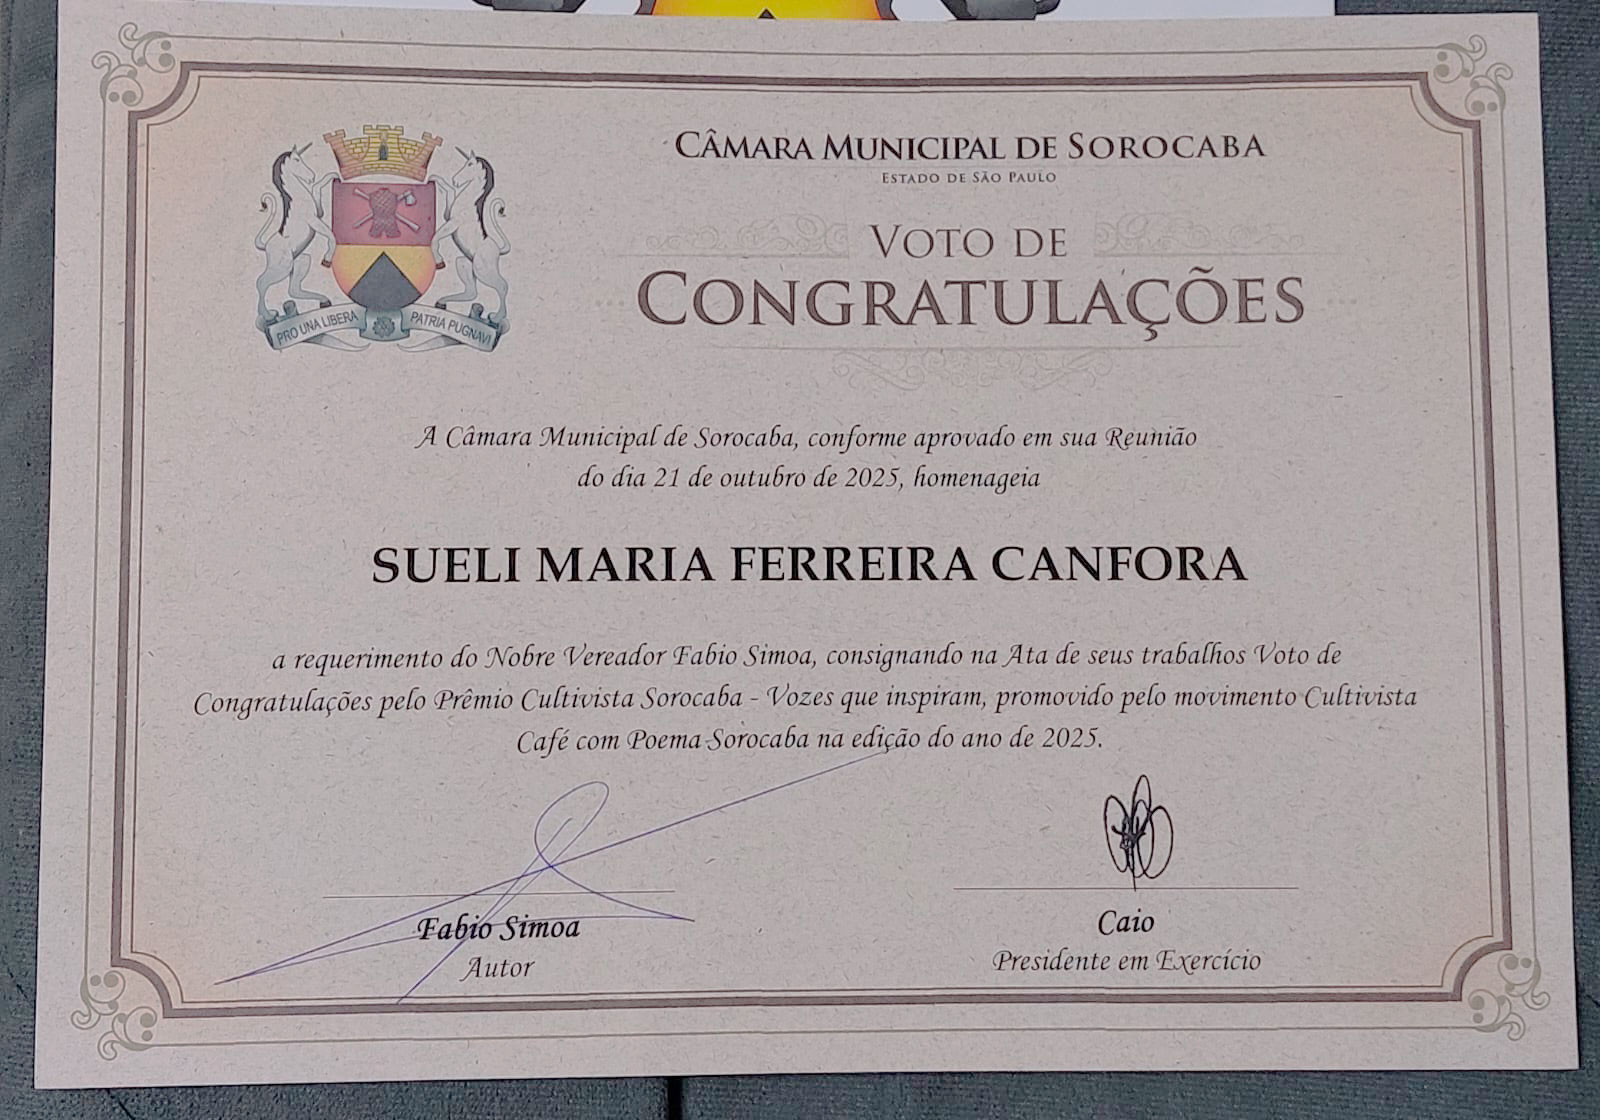 CÂMARA MUNICIPAL DE SOROCABA
ESTADO DE SÃO PAULO
VOTO DE
CONGRATULAÇÕES
PRO UNA LIBERA PATRIA PUGNAVI
A Câmara Municipal de Sorocaba, conforme aprovado em sua Reunião
do dia 21 de outubro de 2025, homenageia
SUELI MARIA FERREIRA CANFORA
a requerimento do Nobre Vereador Fabio Simoa, consignando na Ata de seus trabalhos Voto de
Congratulações pelo Prêmio Cultivista Sorocaba - Vozes que inspiram, promovido pelo movimento Cultivista
Café com Poema Sorocaba na edição do ano de 2025.
Fabio Simoa
Autor
Caio
Presidente em Exercício